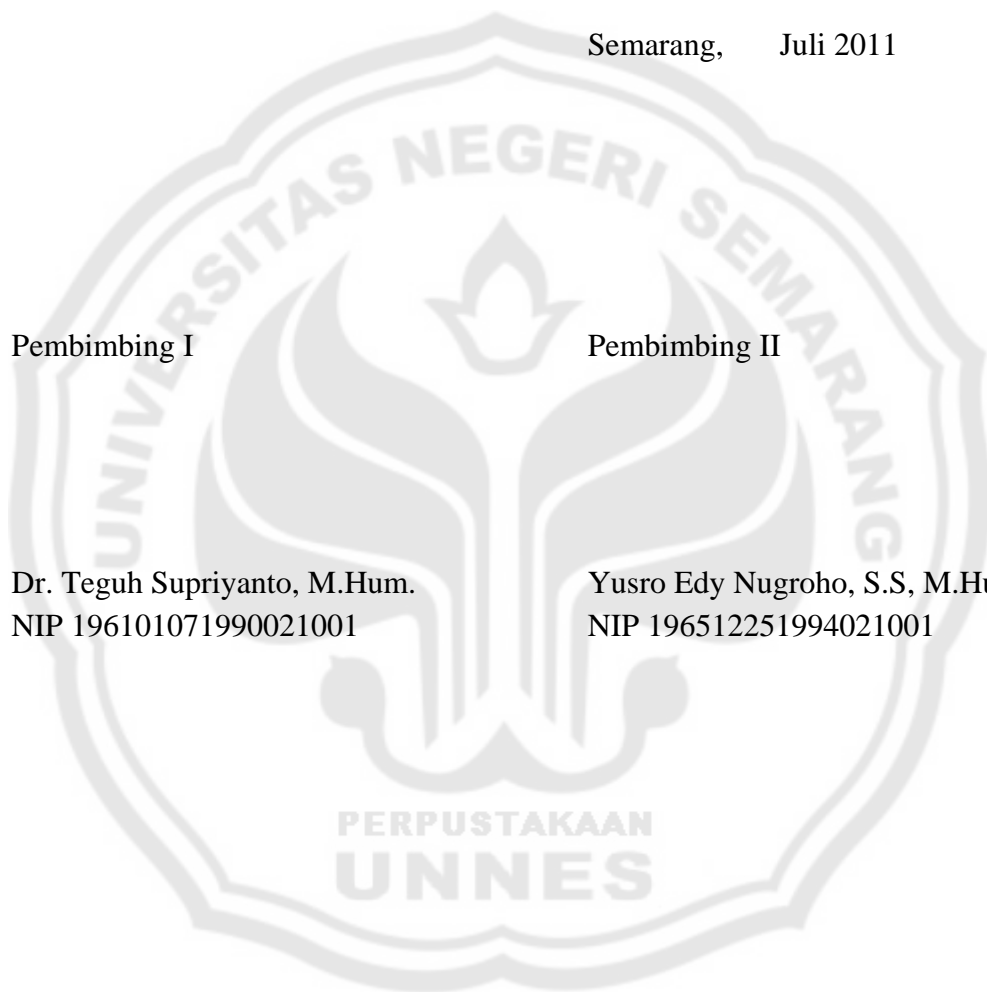 Semarang, Juli 2011
UNIVERSITAS NEGERI SEMARANG
Pembimbing I Pembimbing II
Dr. Teguh Supriyanto, M.Hum. Yusro Edy Nugroho, S.S, M.Hu
NIP 196101071990021001 NIP 196512251994021001
PERPUSTAKAAN
UNNES